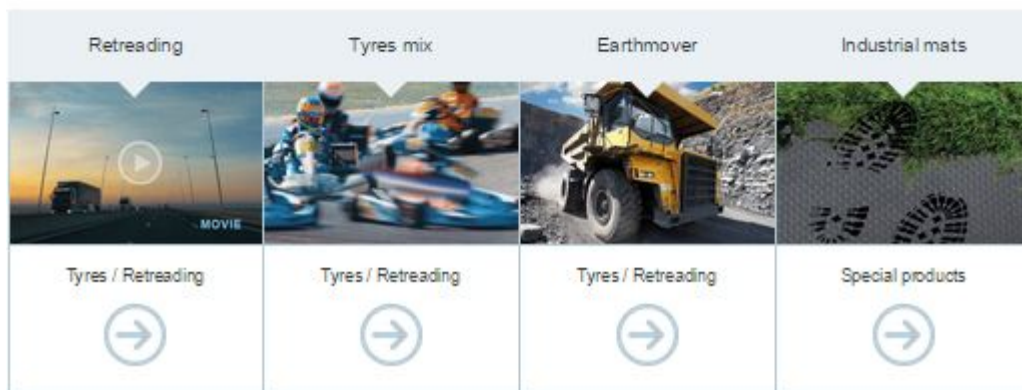 Retreading
Tyres mix
Earthmover
Industrial mats
MOVIE
Tyres / Retreading
Tyres / Retreading
Tyres / Retreading
Special products